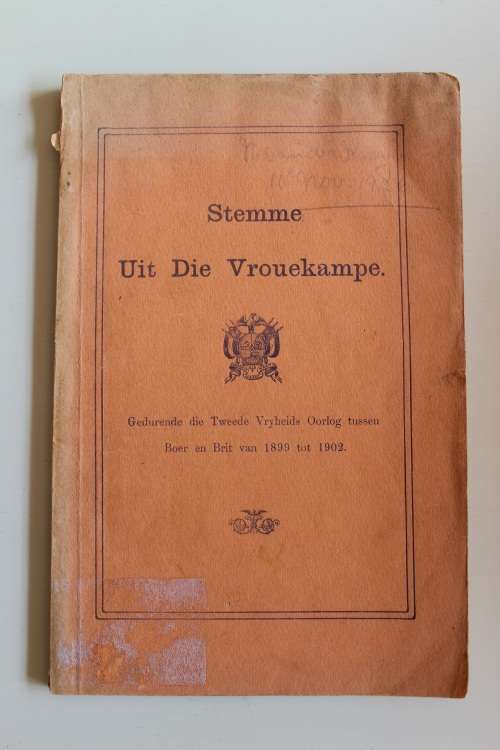 Stemme
Uit Die Vrouekampe.
Gedurende die Tweede Vryheids Oorlog tussen
Boer en Brit van 1899 tot 1902.